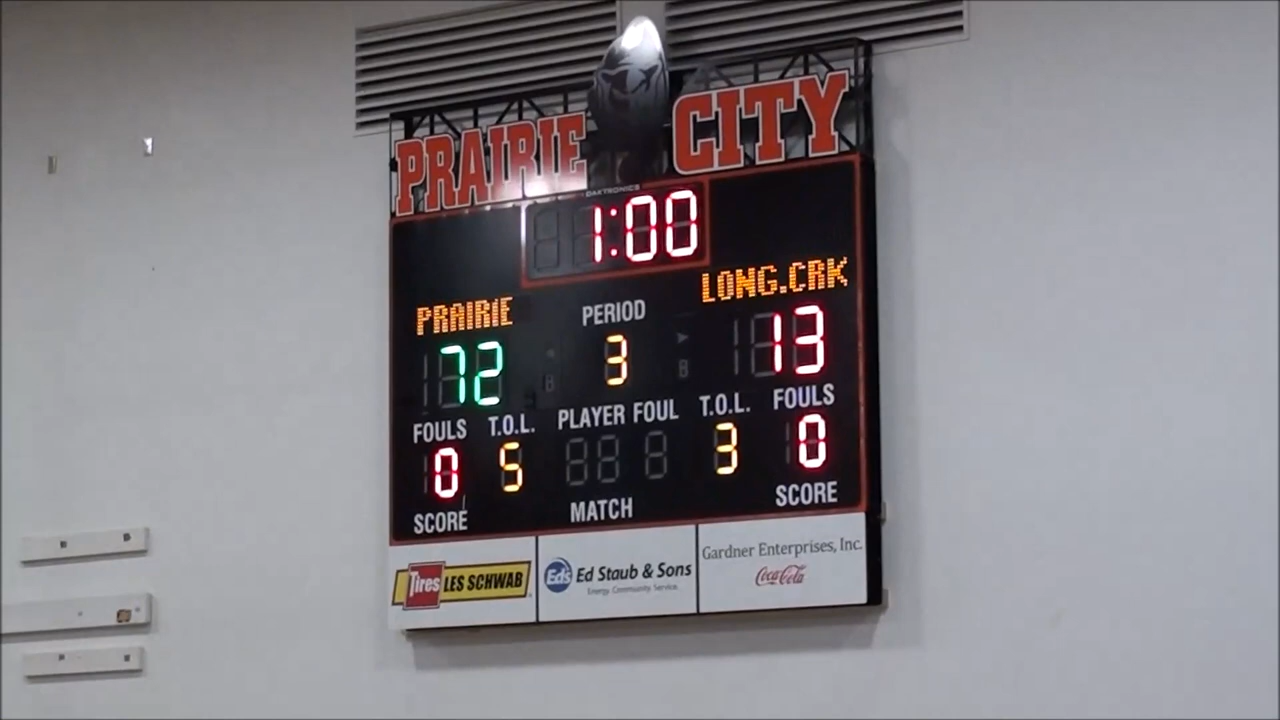 PRAIRIE CITY
DAKTRONICS
1:00
PRAIRIE LONG.CRK
PERIOD
72 3 13
B B
FOULS T.O.L. PLAYER FOUL T.O.L. FOULS
0 5 3 0
SCORE MATCH SCORE
Tires LES SCHWAB
Ed's Ed Staub & Sons
Energy. Community. Service.
Gardner Enterprises, Inc.
Coca-Cola